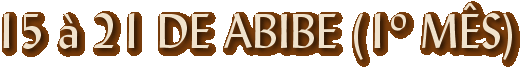 15 à 21 DE ABIBE (1º MÊS)